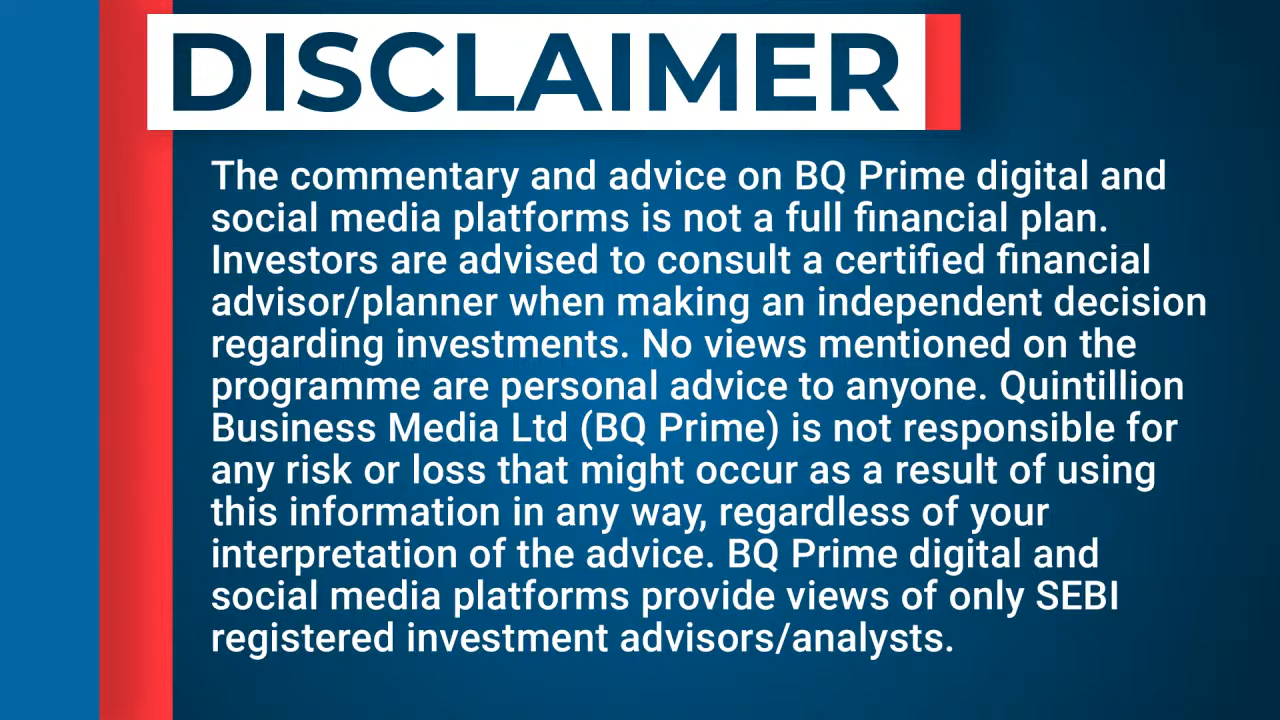 DISCLAIMER
The commentary and advice on BQ Prime digital and
social media platforms is not a full financial plan.
Investors are advised to consult a certified financial
advisor/planner when making an independent decision
regarding investments. No views mentioned on the
programme are personal advice to anyone. Quintillion
Business Media Ltd (BQ Prime) is not responsible for
any risk or loss that might occur as a result of using
this information in any way, regardless of your
interpretation of the advice. BQ Prime digital and
social media platforms provide views of only SEBI
registered investment advisors/analysts.